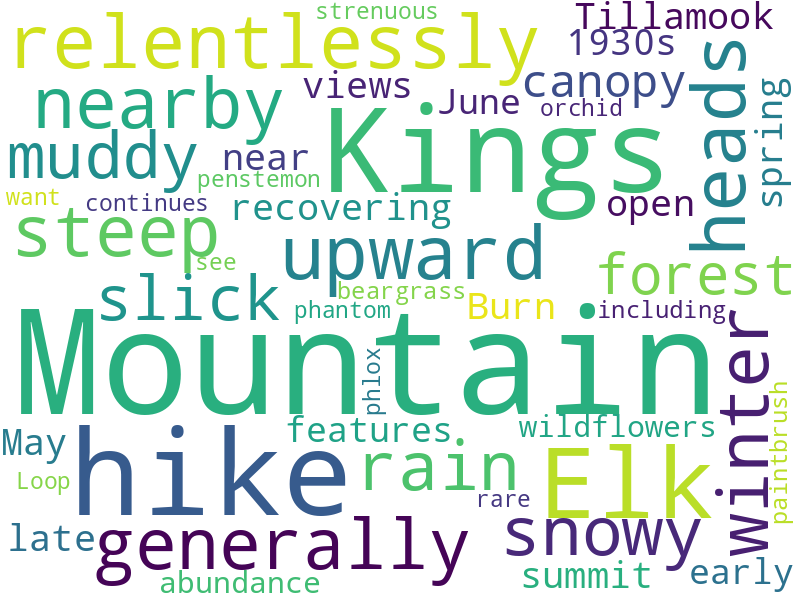 strenuous
relentlessly
Tillamook
1930s
views
canopy
nearby
June
orchid
heads
spring
Kings
muddy
near
penstemon
want
continues
recovering
open
steep
see
upward
forest
slick
beargrass
phantom
Burn
including
Mountain
phlox
winter
paintbrush
May
features
wildflowers
hike
rain
Elk
Loop
rare
late
generally
snowy
abundance
summit
early